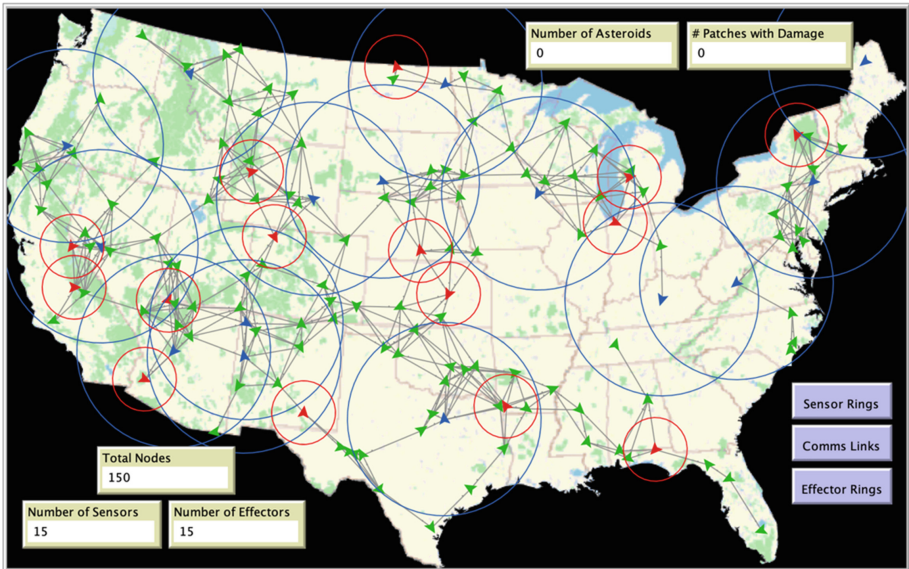 Number of Asteroids
0
# Patches with Damage
0
Sensor Rings
Comms Links
Effector Rings
Total Nodes
150
Number of Sensors
15
Number of Effectors
15